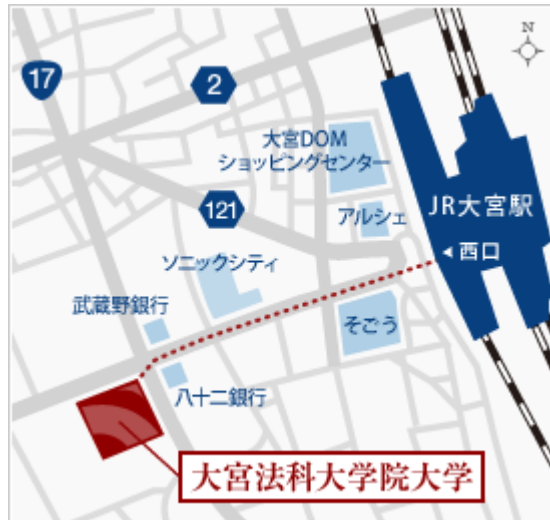 N
17
2
大宮DOM
ショッピングセンター
121
アルシェ
JR大宮駅
西口
ソニックシティ
武蔵野銀行
そごう
八十二銀行
大宮法科大学院大学